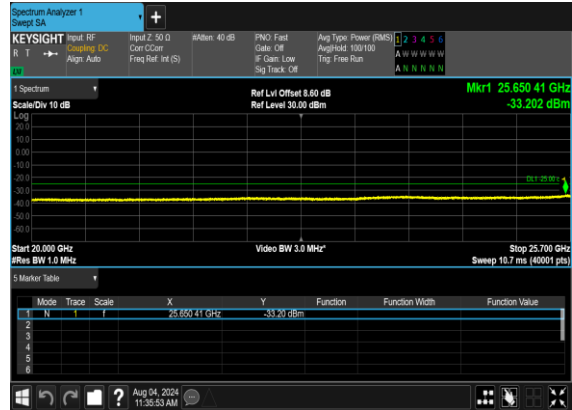 Spectrum Analyzer 1
Swept SA
+
KEYSIGHT Input: RF Input Z: 50 Ω #Atten: 40 dB PNO: Fast Avg Type: Power (RMS) 1 2 3 4 5 6
R T Coupling: DC Corr CCorr Gate: Off Avg|Hold: 100/100 A W W W W W
Align: Auto Freq Ref: Int (S) IF Gain: Low Trig: Free Run
Sig Track: Off A N N N N N
1 Spectrum Ref Lvl Offset 8.60 dB Mkr1 25.650 41 GHz
Scale/Div 10 dB Ref Level 30.00 dBm -33.202 dBm
Log
20.0
10.0
0.00
-10.0
-20.0
DL1 -25.00
-30.0
-40.0
-50.0
-60.0
Start 20.000 GHz Video BW 3.0 MHz* Stop 25.700 GHz
#Res BW 1.0 MHz Sweep 10.7 ms (40001 pts)
5 Marker Table
Mode Trace Scale X Y Function Function Width Function Value
1 N 1 f 25.650 41 GHz -33.20 dBm
2
3
4
5
6
? Aug 04, 2024
11:35:53 AM